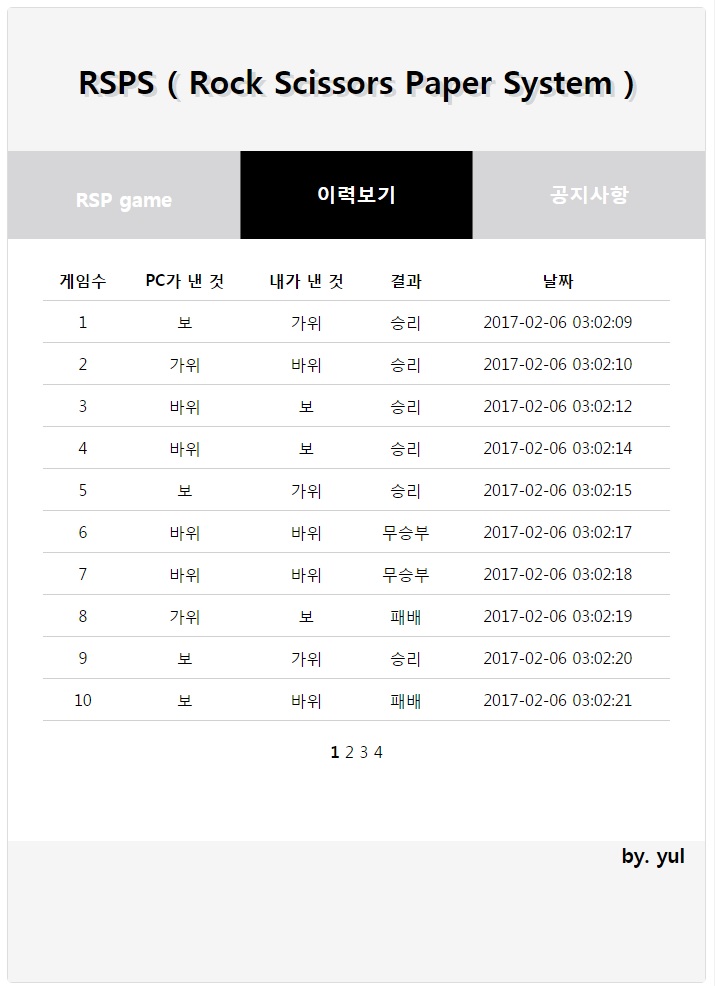 RSPS ( Rock Scissors Paper System )
RSP game 이력보기 공지사항
게임수 PC가 낸 것 내가 낸 것 결과 날짜
1 보 가위 승리 2017-02-06 03:02:09
2 가위 바위 승리 2017-02-06 03:02:10
3 바위 보 승리 2017-02-06 03:02:12
4 바위 보 승리 2017-02-06 03:02:14
5 보 가위 승리 2017-02-06 03:02:15
6 바위 바위 무승부 2017-02-06 03:02:17
7 바위 바위 무승부 2017-02-06 03:02:18
8 가위 보 패배 2017-02-06 03:02:19
9 보 가위 승리 2017-02-06 03:02:20
10 보 바위 패배 2017-02-06 03:02:21
1 2 3 4
by. yul